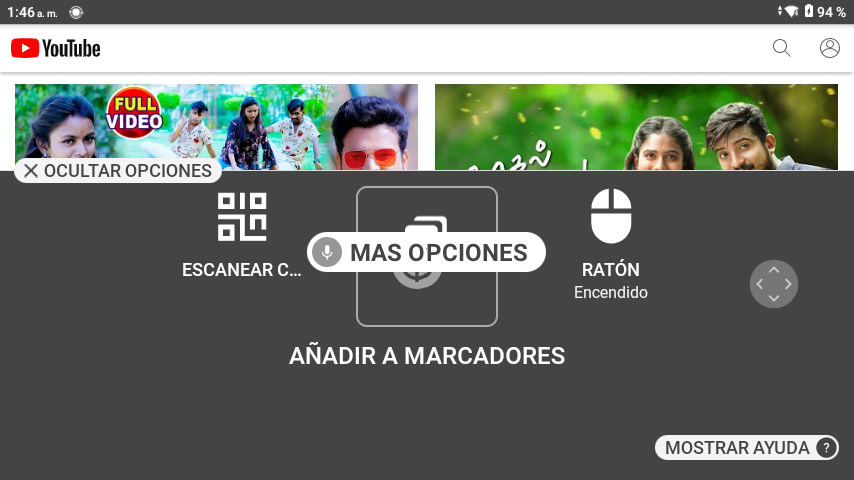 1:46 a. m.
94 %
YouTube
FULL
VIDEO
OCULTAR OPCIONES
MAS OPCIONES
ESCANEAR C...
RATÓN
Encendido
AÑADIR A MARCADORES
MOSTRAR AYUDA ?